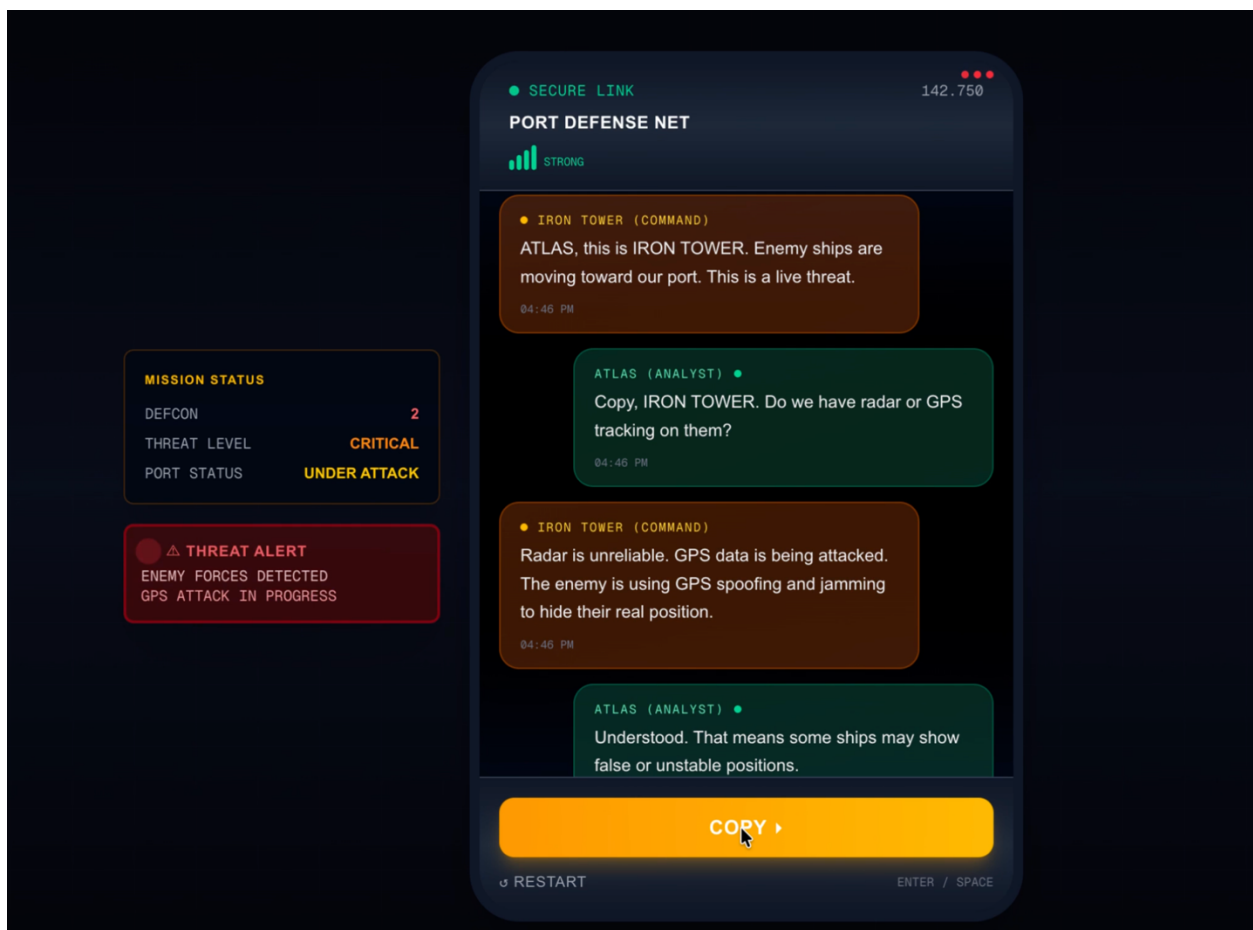 SECURE LINK
142.750
PORT DEFENSE NET
STRONG
IRON TOWER (COMMAND)
ATLAS, this is IRON TOWER. Enemy ships are
moving toward our port. This is a live threat.
04:46 PM
ATLAS (ANALYST)
Copy, IRON TOWER. Do we have radar or GPS
tracking on them?
04:46 PM
IRON TOWER (COMMAND)
Radar is unreliable. GPS data is being attacked.
The enemy is using GPS spoofing and jamming
to hide their real position.
04:46 PM
ATLAS (ANALYST)
Understood. That means some ships may show
false or unstable positions.
COPY
↺ RESTART
ENTER / SPACE
MISSION STATUS
DEFCON 2
THREAT LEVEL CRITICAL
PORT STATUS UNDER ATTACK
⚠ THREAT ALERT
ENEMY FORCES DETECTED
GPS ATTACK IN PROGRESS